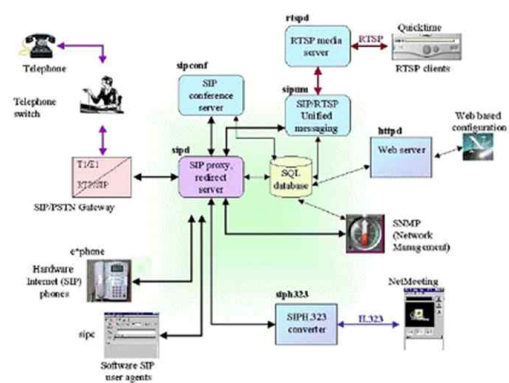 rtspd
RTSP media
server
RTSP
Quicktime
RTSP clients
Telephone
Telephone
switch
sipconf
SIP
conference
server
sipum
SIP/RTSP
Unified
messaging
httpd
Web server
Web based
configuration
T1/E1
RTP/SIP
SIP/PSTN Gateway
sipd
SIP proxy,
redirect
server
SQL
database
SNMP
(Network
Management)
e*phone
Hardware
Internet (SIP)
phones
sipc
Software SIP
user agents
siph323
SIPH.323
converter
H.323
NetMeeting